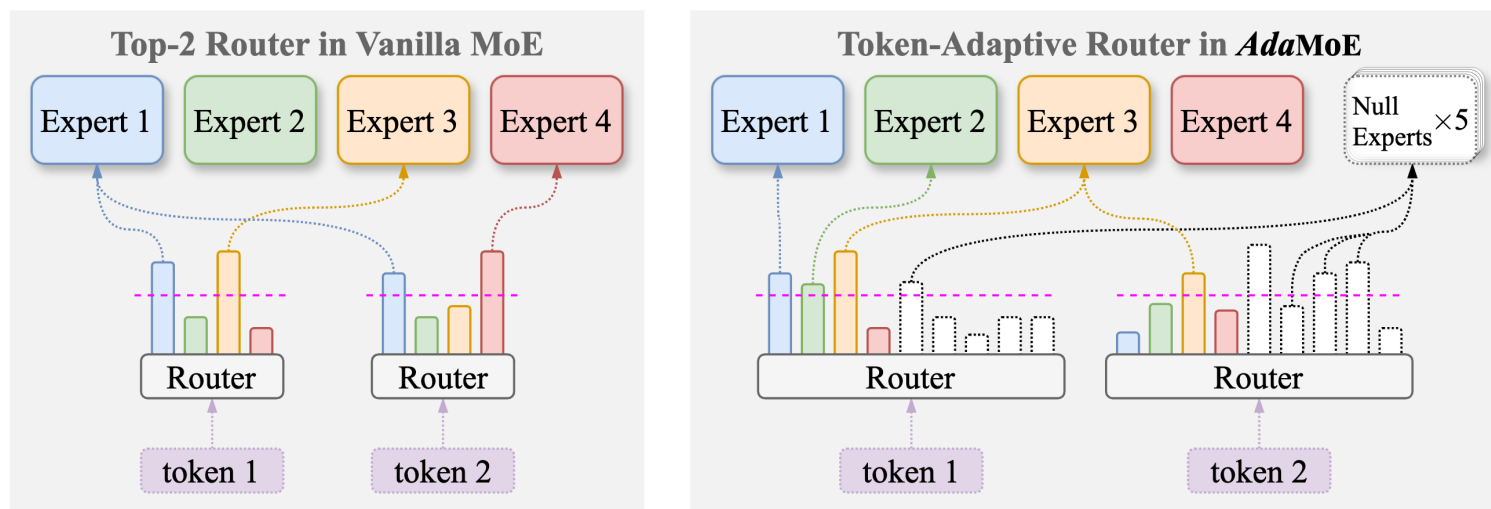 Top-2 Router in Vanilla MoE
Expert 1
Expert 2
Expert 3
Expert 4
Router
Router
token 1
token 2
Token-Adaptive Router in AdaMoE
Expert 1
Expert 2
Expert 3
Expert 4
Null
Experts ×5
Router
Router
token 1
token 2